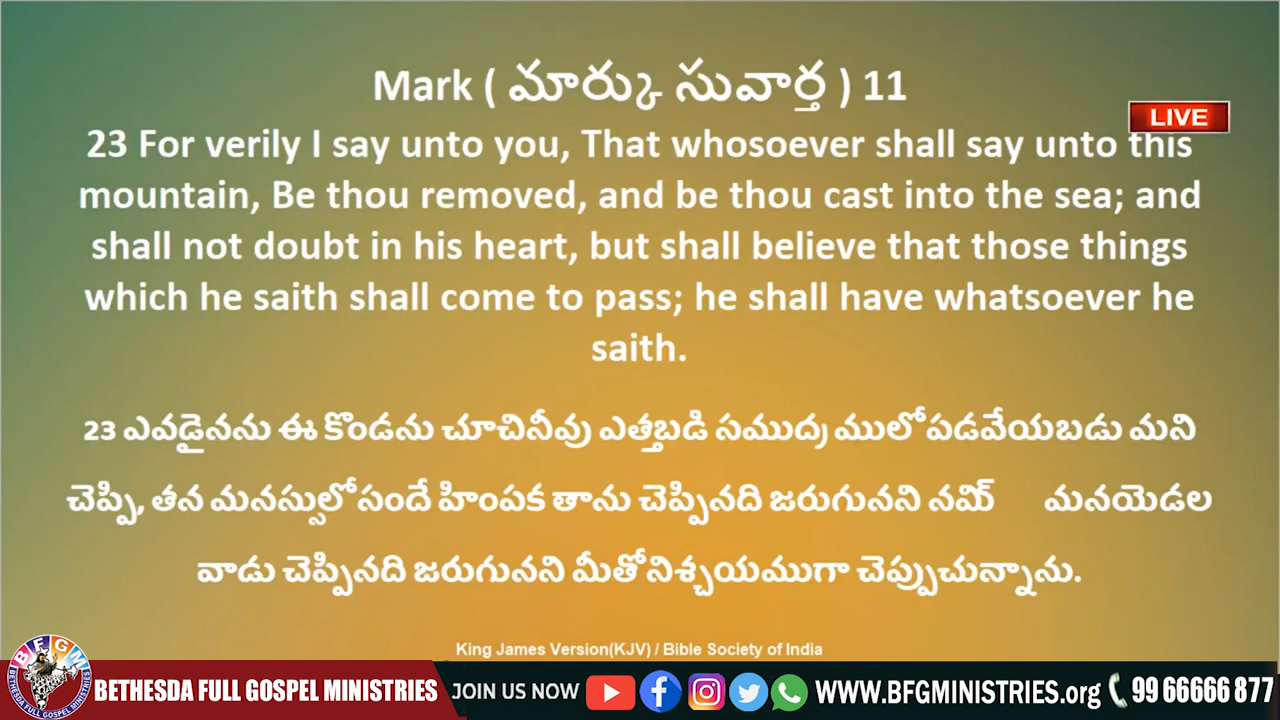 Mark ( మార్కు సువార్త ) 11
LIVE
23 For verily I say unto you, That whosoever shall say unto this
mountain, Be thou removed, and be thou cast into the sea; and
shall not doubt in his heart, but shall believe that those things
which he saith shall come to pass; he shall have whatsoever he
saith.
23 ఎవడైనను ఈ కొండను చూచినీవు ఎత్తబడి సముద్ర ములోపడవేయబడు మని
చెప్పి, తన మనస్సులోసందే హింపక తాను చెప్పినది జరుగునని నమి్ మనయెడల
వాడు చెప్పినది జరుగునని మీతోనిశ్చయముగా చెప్పుచున్నాను.
King James Version(KJV) / Bible Society of India
BFGM
BETHESDA FULL GOSPEL MINISTRIES
BETHESDA FULL GOSPEL MINISTRIES JOIN US NOW WWW.BFGMINISTRIES.org 99 66666 877